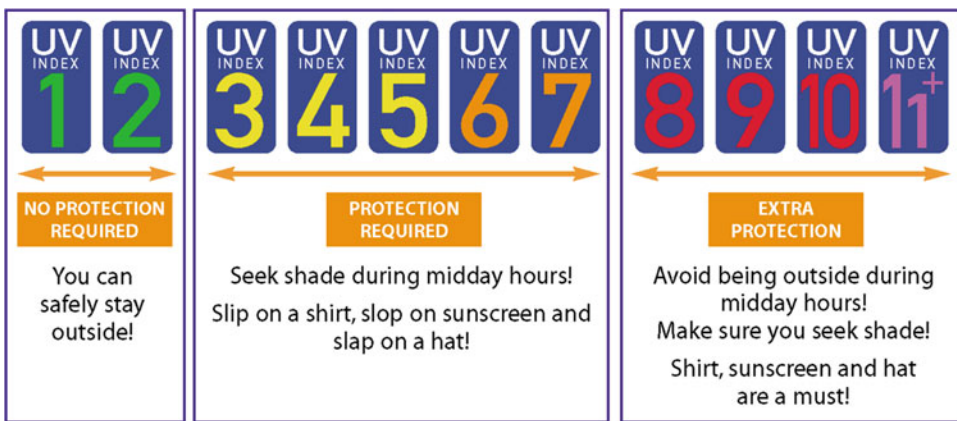 UV
INDEX
1
UV
INDEX
2
NO PROTECTION
REQUIRED
You can
safely stay
outside!
UV
INDEX
3
UV
INDEX
4
UV
INDEX
5
UV
INDEX
6
UV
INDEX
7
PROTECTION
REQUIRED
Seek shade during midday hours!
Slip on a shirt, slop on sunscreen and
slap on a hat!
UV
INDEX
8
UV
INDEX
9
UV
INDEX
10
UV
INDEX
11+
EXTRA
PROTECTION
Avoid being outside during
midday hours!
Make sure you seek shade!
Shirt, sunscreen and hat
are a must!